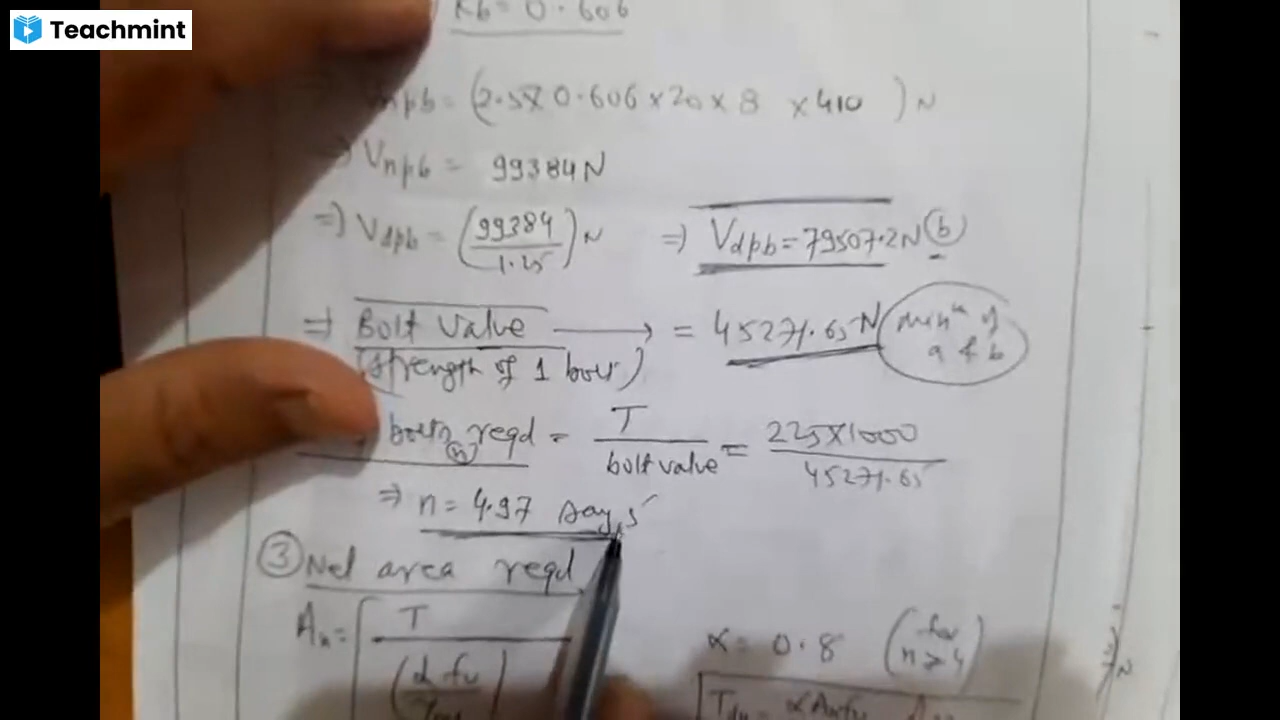 Teachmint
Kb = 0.606
Vnpb = (2.5 × 0.606 × 20 × 8 × 410) N
⇒ Vnpb = 99384 N
⇒ Vdpb = (99384 / 1.25) N ⇒ Vdpb = 79507.2 N (b)
⇒ Bolt Value → = 45271.65 N (minm of a & b)
(strength of 1 bolt)
bolts (n) reqd = T / bolt value = 225×1000 / 45271.65
⇒ n = 4.97 say, 5
③ Net area reqd
An = T / (α fu /
α = 0.8 (for n ≥ 4)
Tdn = α An fu
N